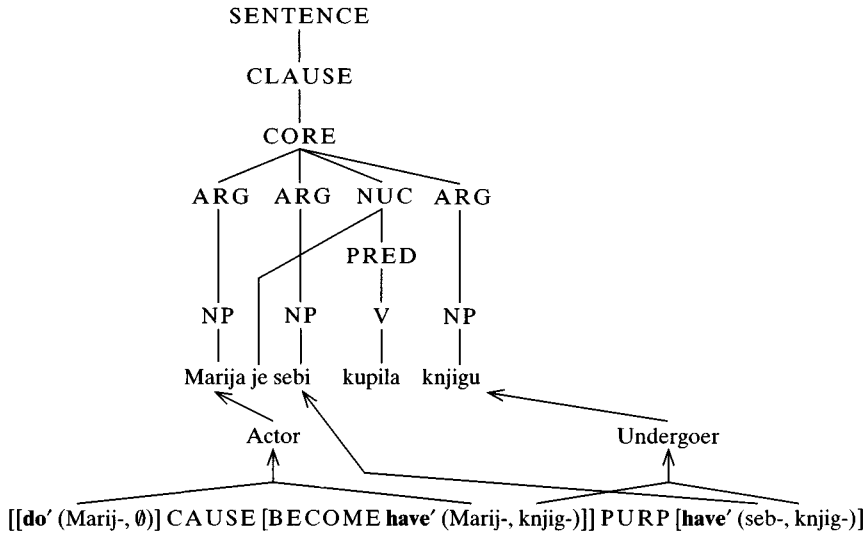 SENTENCE
CLAUSE
CORE
ARG ARG NUC ARG
PRED
NP NP V NP
Marija je sebi kupila knjigu
Actor Undergoer
[[do′ (Marij-, ∅)] CAUSE [BECOME have′ (Marij-, knjig-)]] PURP [have′ (seb-, knjig-)]